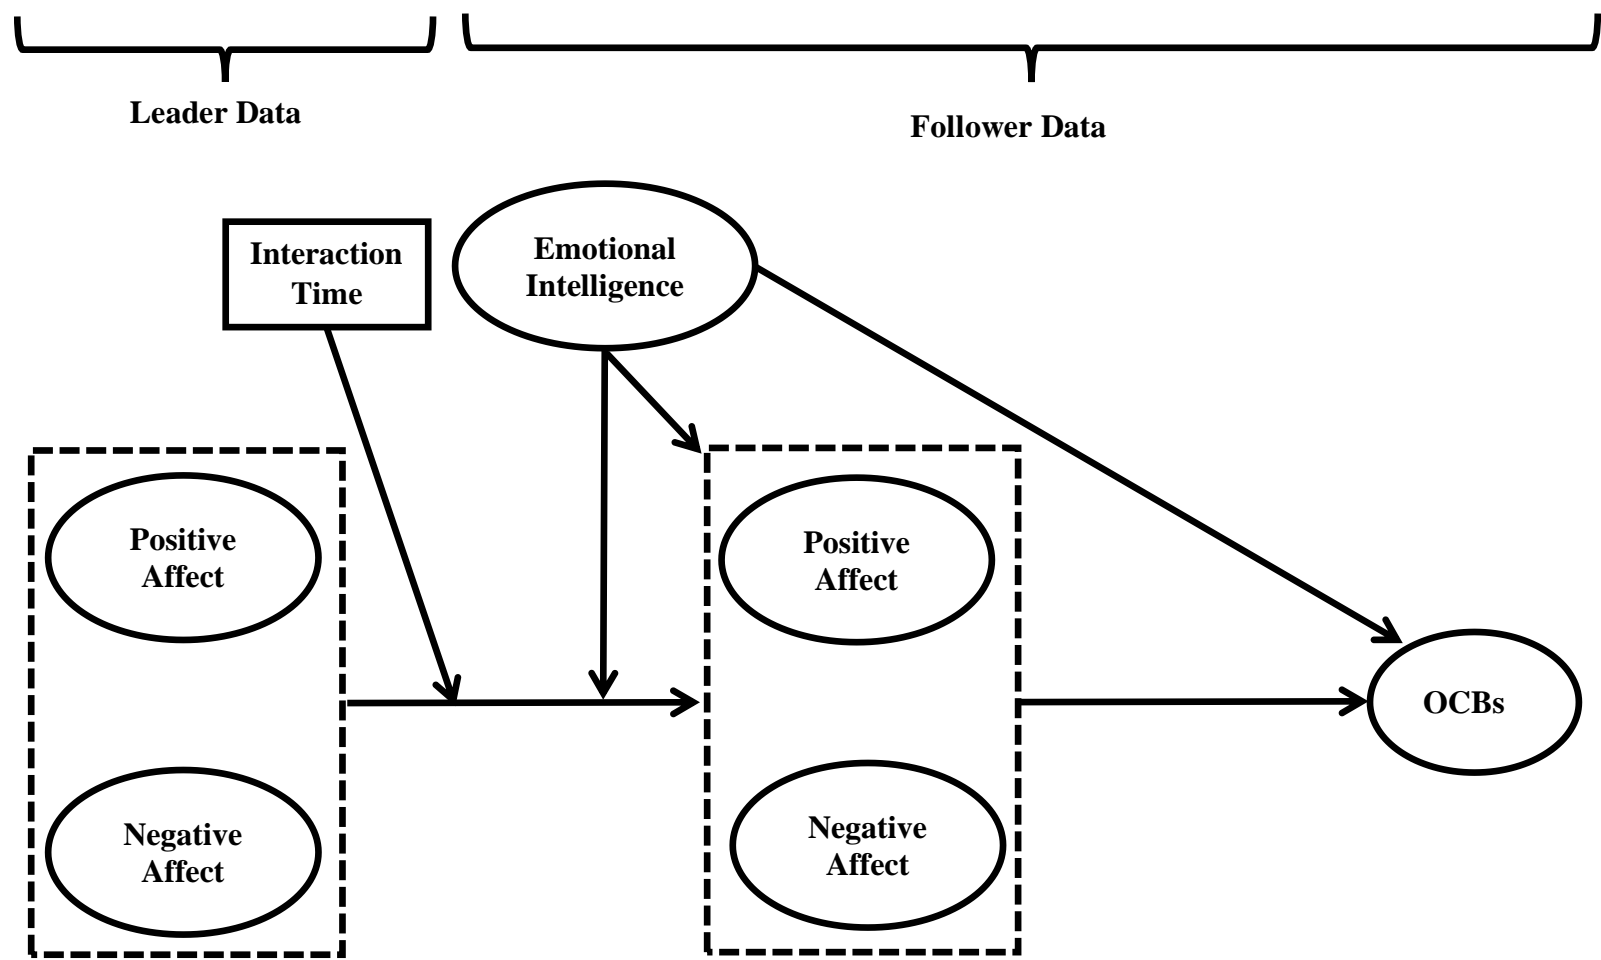 Leader Data
Follower Data
Interaction
Time
Emotional
Intelligence
Positive
Affect
Positive
Affect
OCBs
Negative
Affect
Negative
Affect